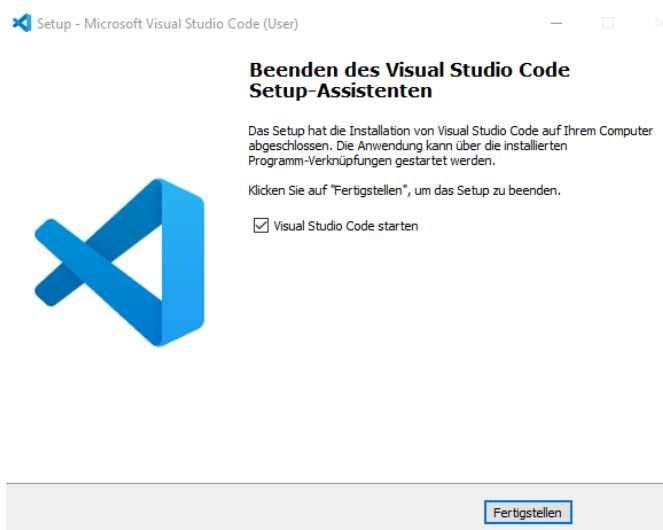 Setup - Microsoft Visual Studio Code (User)
Beenden des Visual Studio Code
Setup-Assistenten
Das Setup hat die Installation von Visual Studio Code auf Ihrem Computer
abgeschlossen. Die Anwendung kann über die installierten
Programm-Verknüpfungen gestartet werden.
Klicken Sie auf "Fertigstellen", um das Setup zu beenden.
Visual Studio Code starten
Fertigstellen